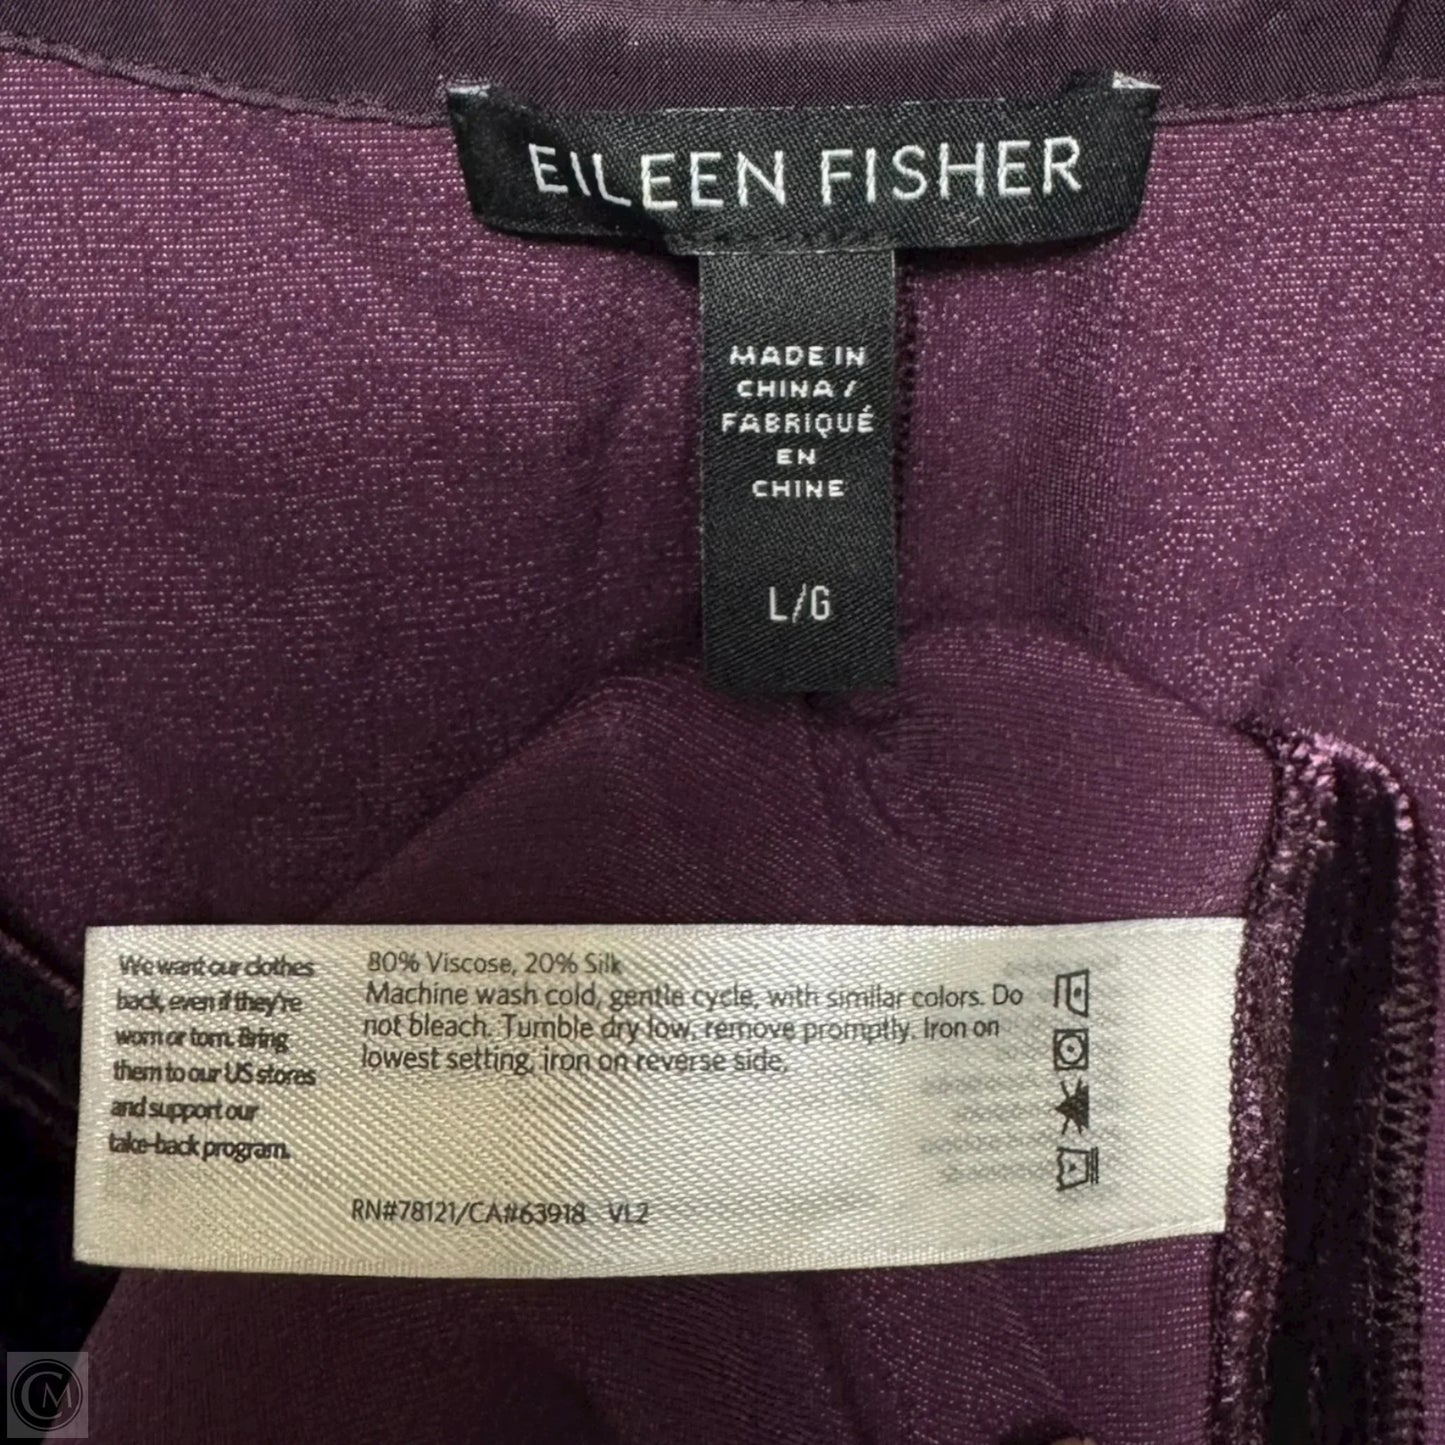 EILEEN FISHER
MADE IN
CHINA /
FABRIQUÉ
EN
CHINE
L/G
We want our clothes
back, even if they're
worn or torn. Bring
them to our US stores
and support our
take-back program.
80% Viscose, 20% Silk
Machine wash cold, gentle cycle, with similar colors. Do
not bleach. Tumble dry low, remove promptly. Iron on
lowest setting, iron on reverse side,
RN#78121/CA#63918 VL2
CM